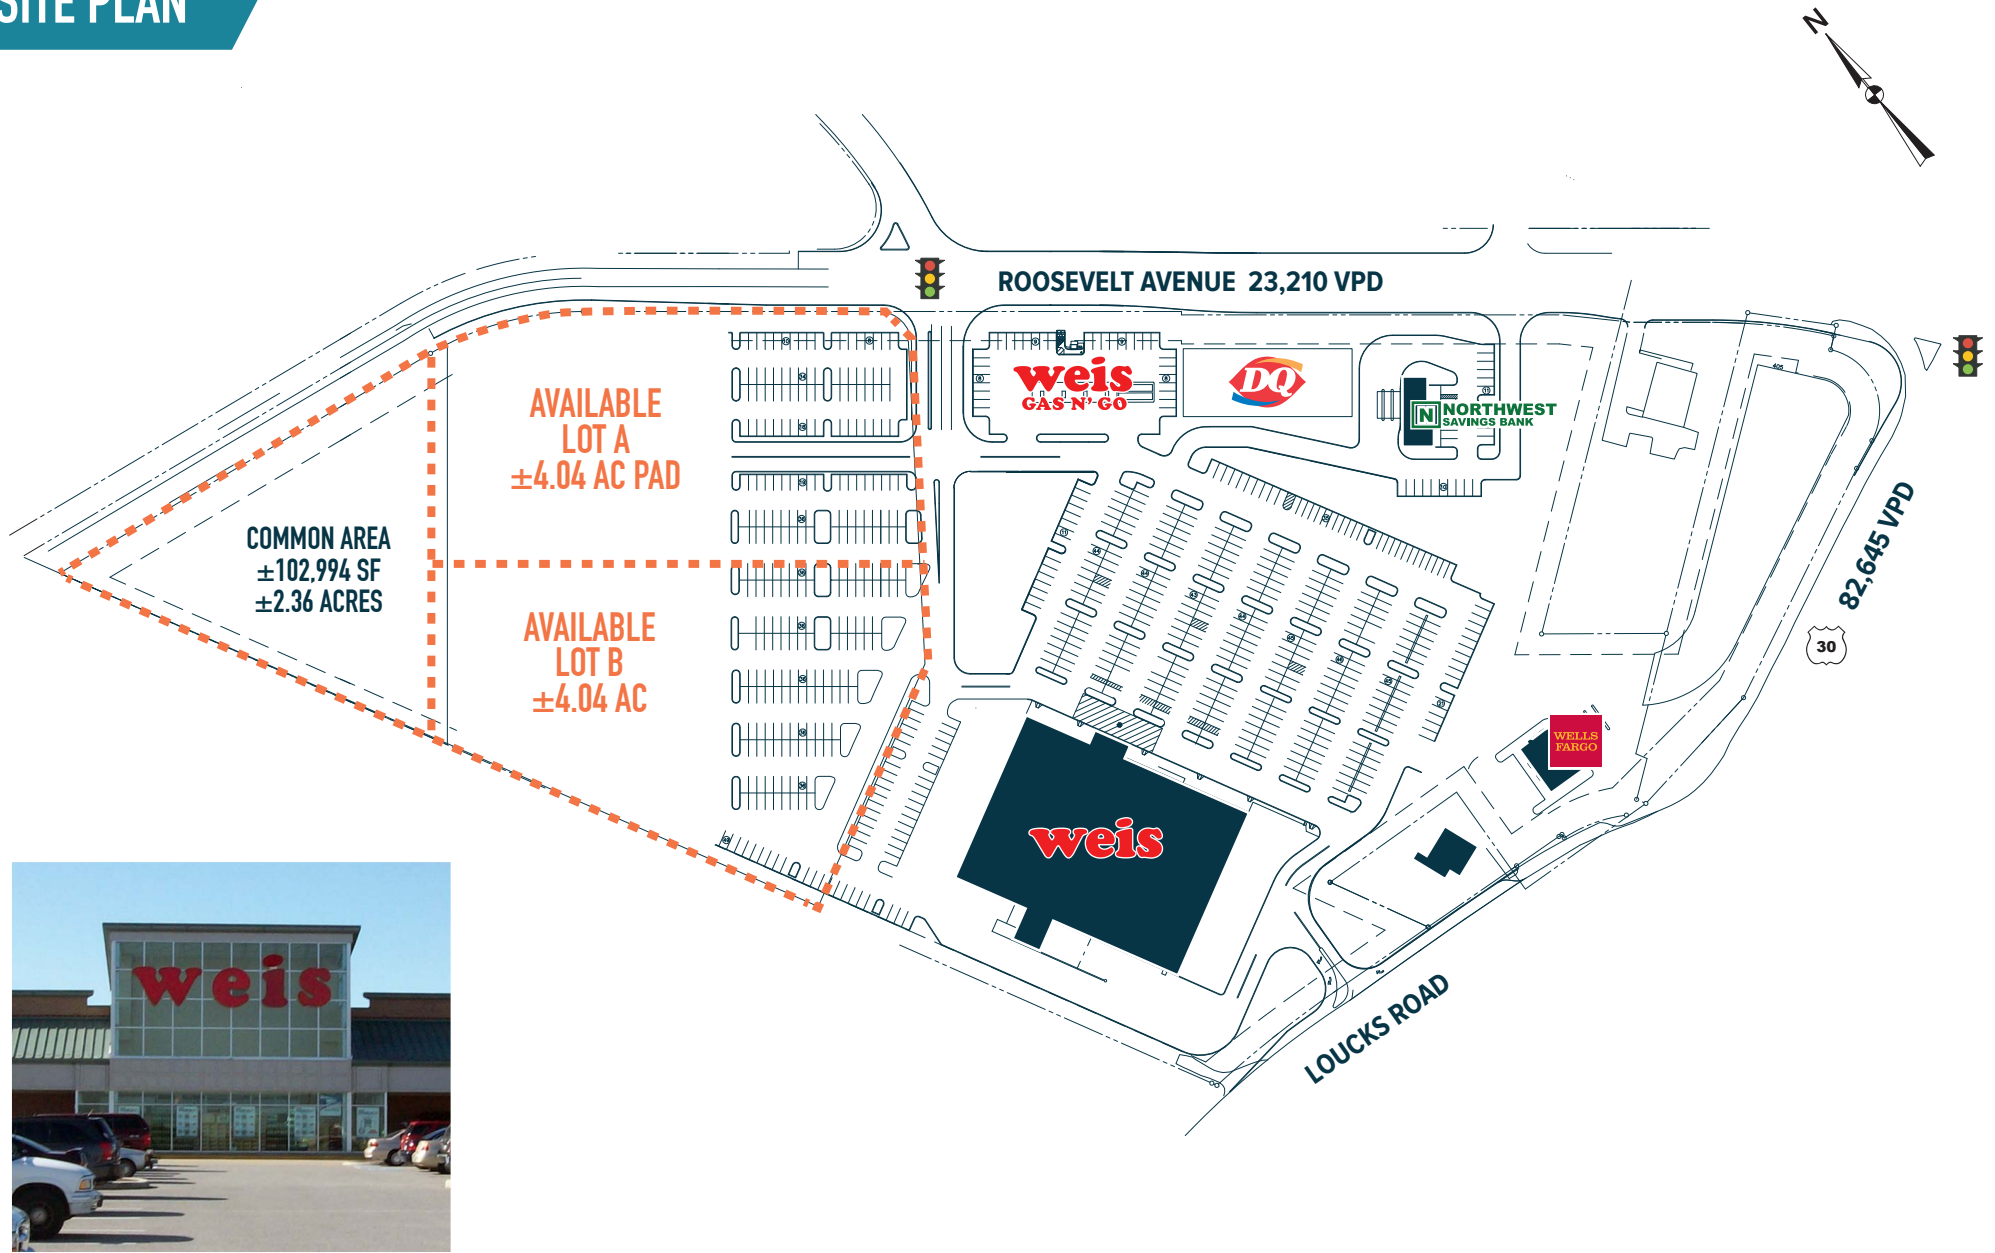 SITE PLAN
N
ROOSEVELT AVENUE 23,210 VPD
weis
GAS N' GO
DQ
N NORTHWEST
SAVINGS BANK
AVAILABLE
LOT A
±4.04 AC PAD
COMMON AREA
±102,994 SF
±2.36 ACRES
AVAILABLE
LOT B
±4.04 AC
82,645 VPD
30
WELLS
FARGO
weis
LOUCKS ROAD
weis